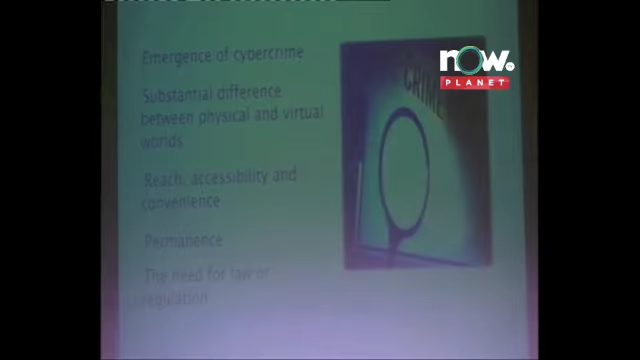 Emergence of cybercrime
Substantial difference
between physical and virtual
worlds
Reach, accessibility and
convenience
Permanence
The need for law or
regulation
CRIME
now.
PLANET